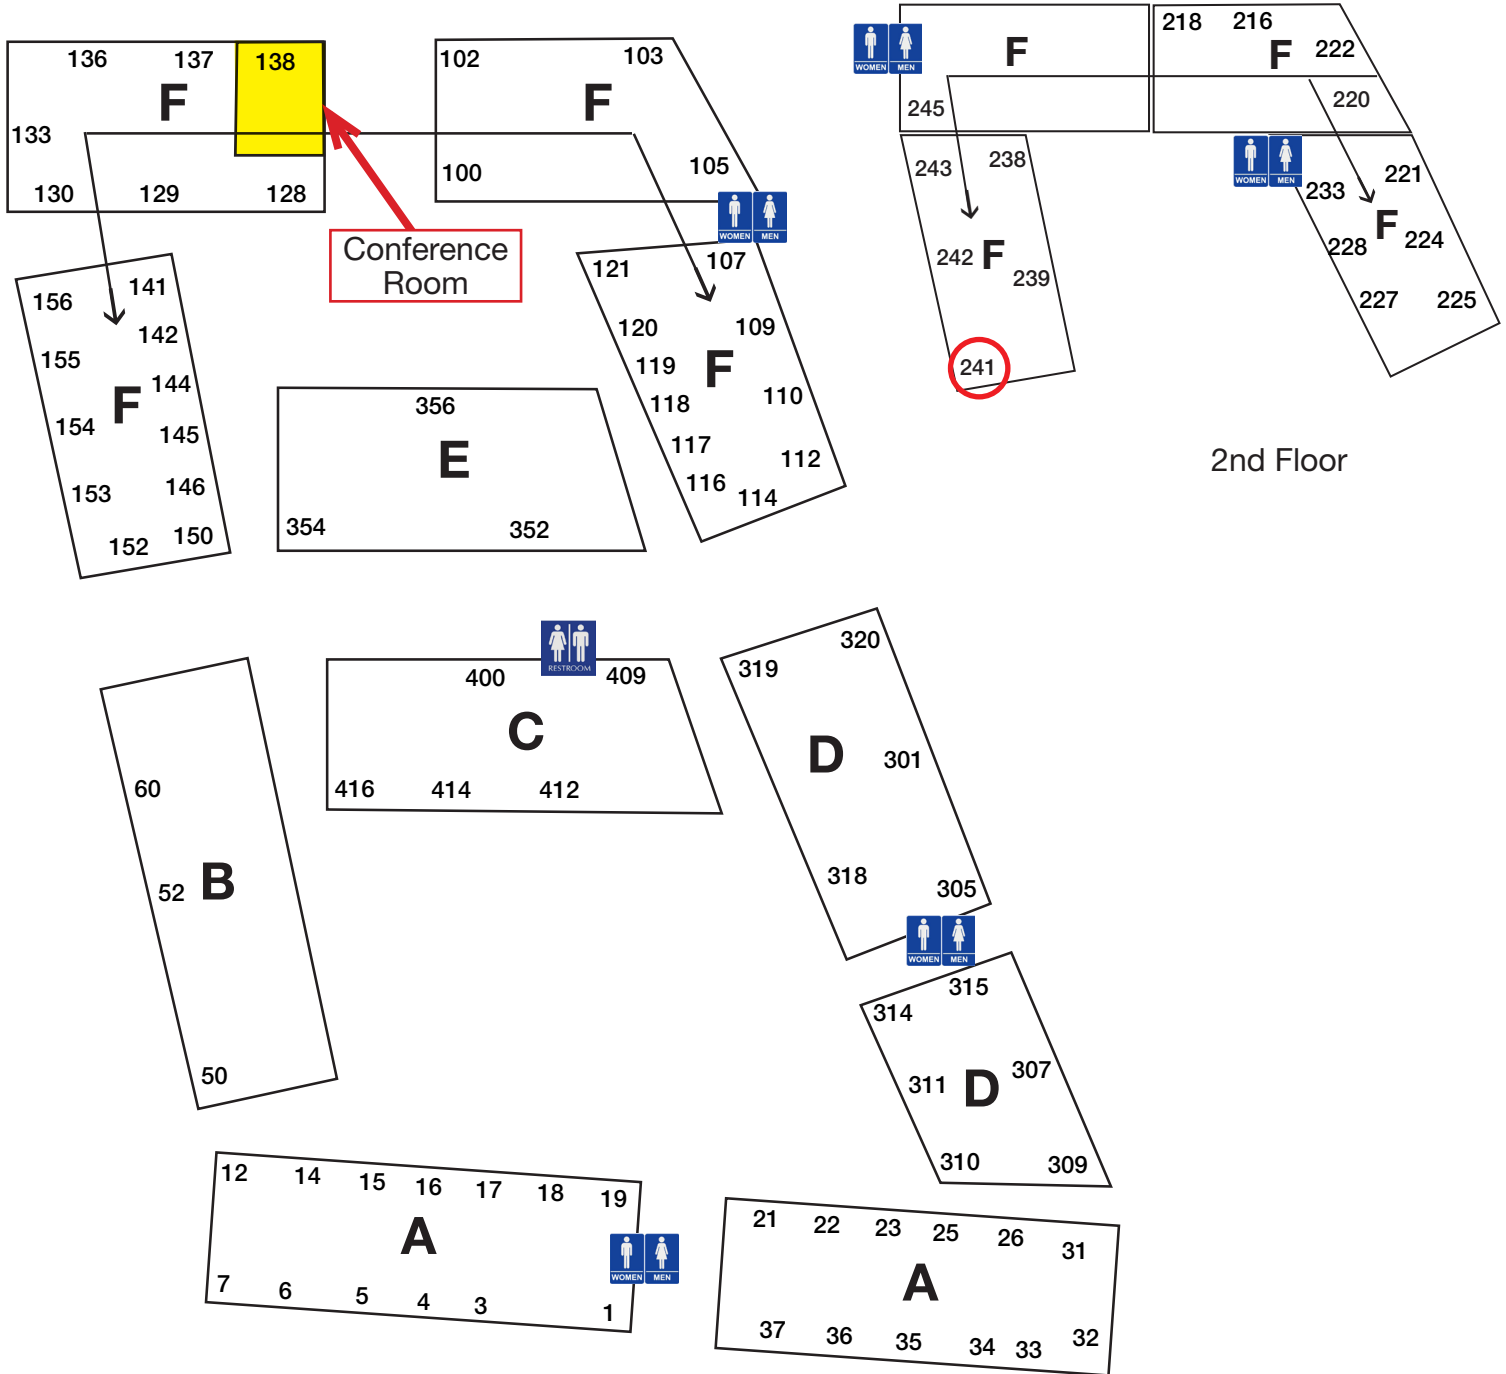 136 137 138
F
133
130 129 128
102 103
F
100 105
WOMEN MEN
Conference
Room
156 141
142
155
144
F
154 145
153 146
152 150
121 107
120 109
119 F
118 110
117
112
116 114
356
E
354 352
WOMEN MEN
F
245
218 216
F 222
220
243 238
242 F
239
241
WOMEN MEN
233 221
F
228 224
227 225
2nd Floor
RESTROOM
400 409
C
416 414 412
60
52 B
50
320
319
D 301
318 305
WOMEN MEN
315
314
307
311 D
310 309
12 14 15 16 17 18 19
A
7 6 5 4 3 1
WOMEN MEN
21 22 23 25 26 31
A
37 36 35 34 33 32